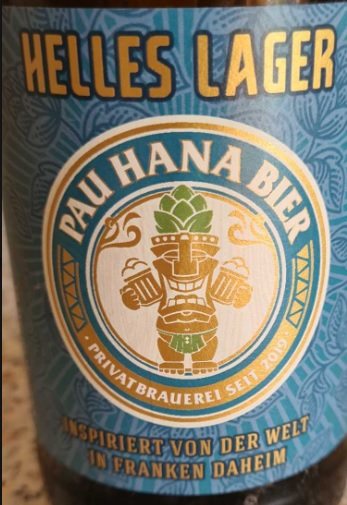 HELLES LAGER
PAU HANA BIER
· PRIVATBRAUEREI SEIT 2019 ·
INSPIRIERT VON DER WELT
IN FRANKEN DAHEIM